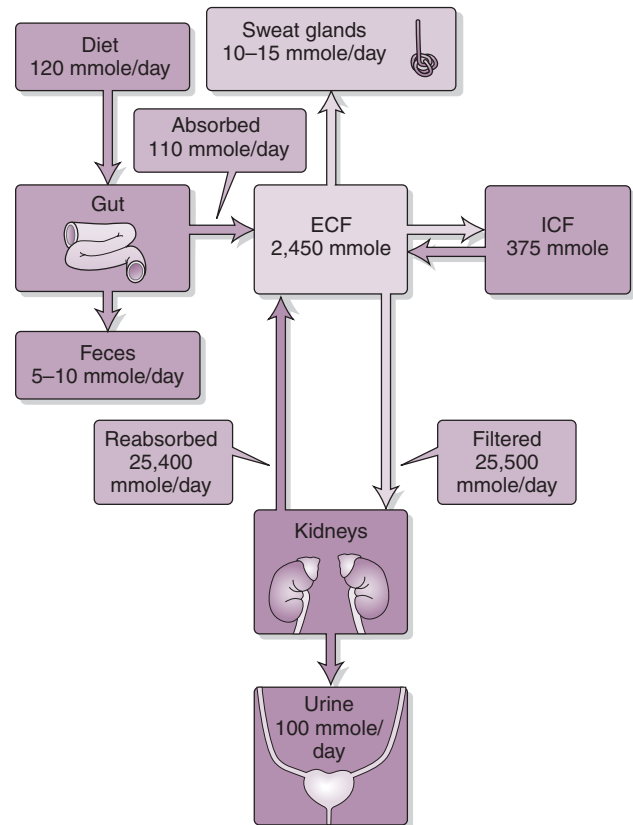 Diet
120 mmole/day
Sweat glands
10–15 mmole/day
Absorbed
110 mmole/day
Gut
ECF
2,450 mmole
ICF
375 mmole
Feces
5–10 mmole/day
Reabsorbed
25,400
mmole/day
Filtered
25,500
mmole/day
Kidneys
Urine
100 mmole/
day